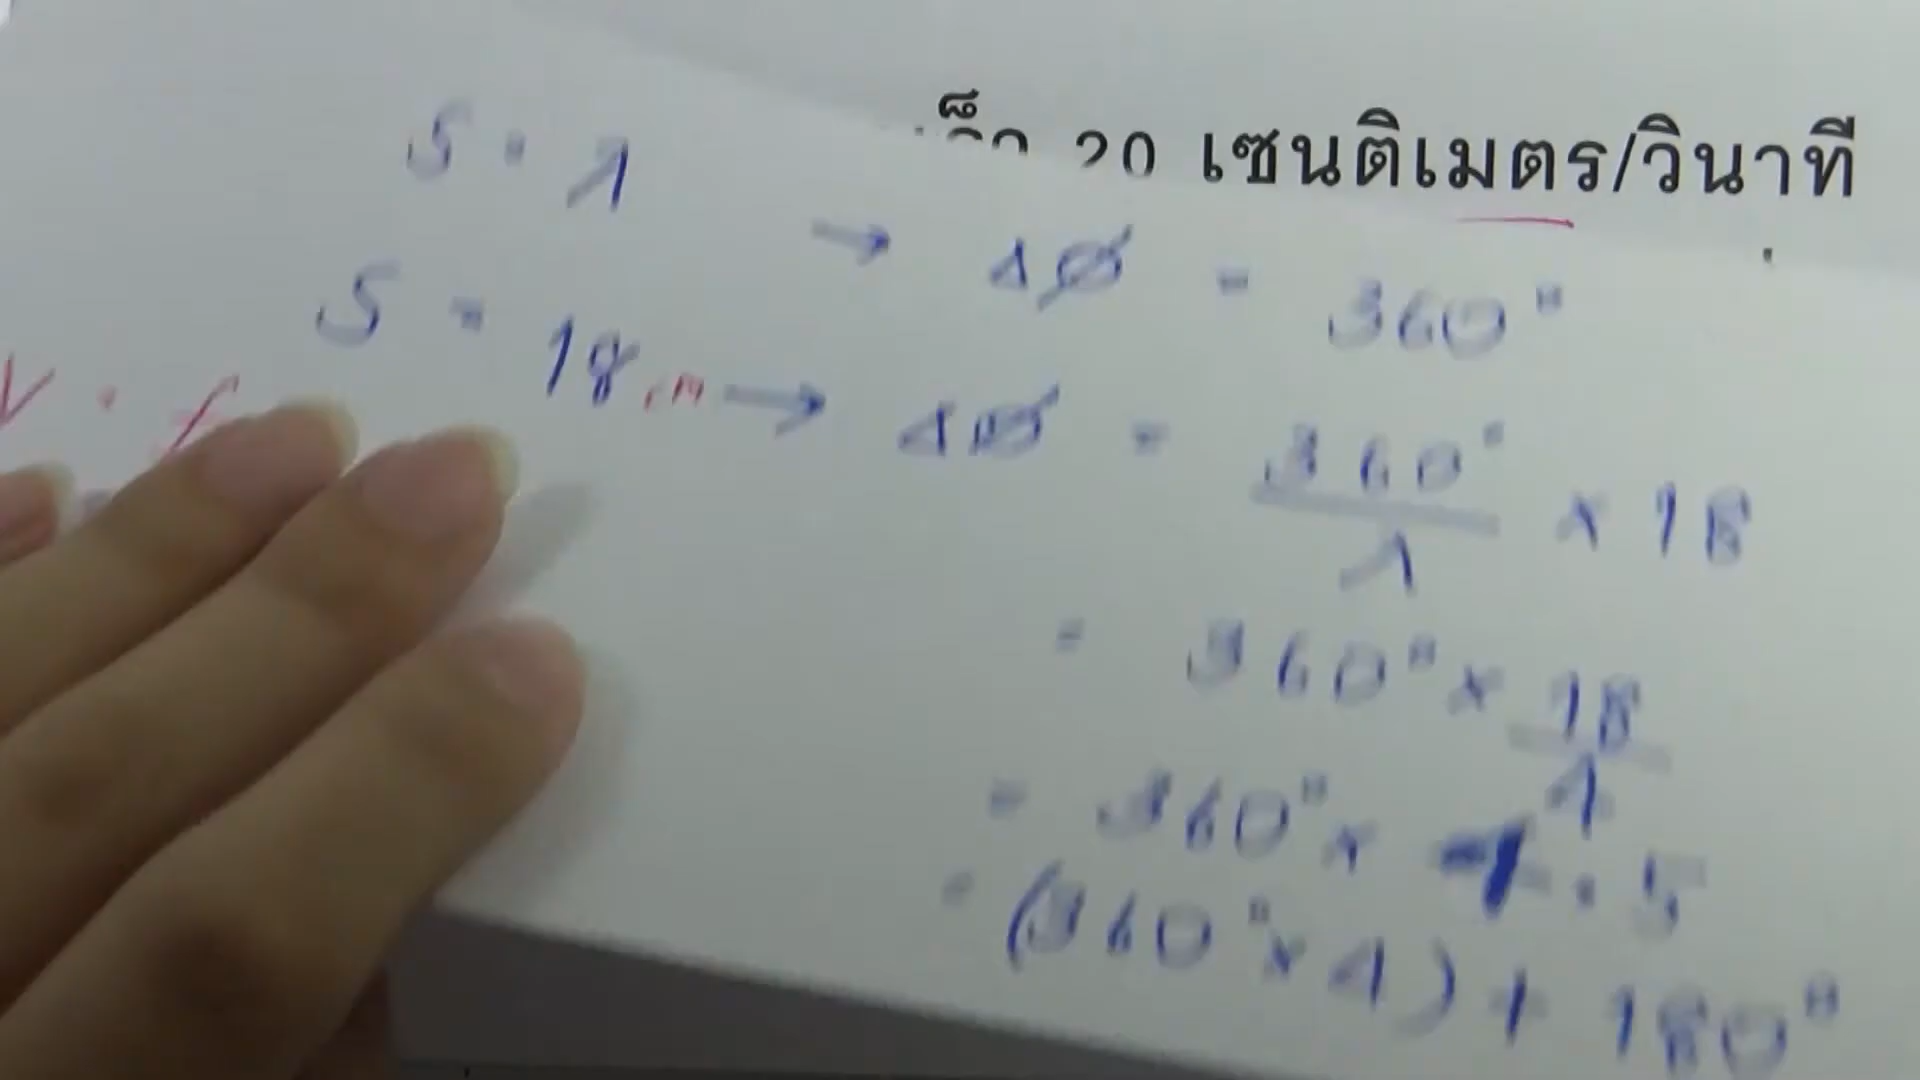 20 เซนติเมตร/วินาที
S = λ → Δφ = 360°
S = 18 cm → Δφ = 360°/λ × 18
v = f
= 360° × 18/4
= 360° × 4.5
= (360° × 4) + 180°